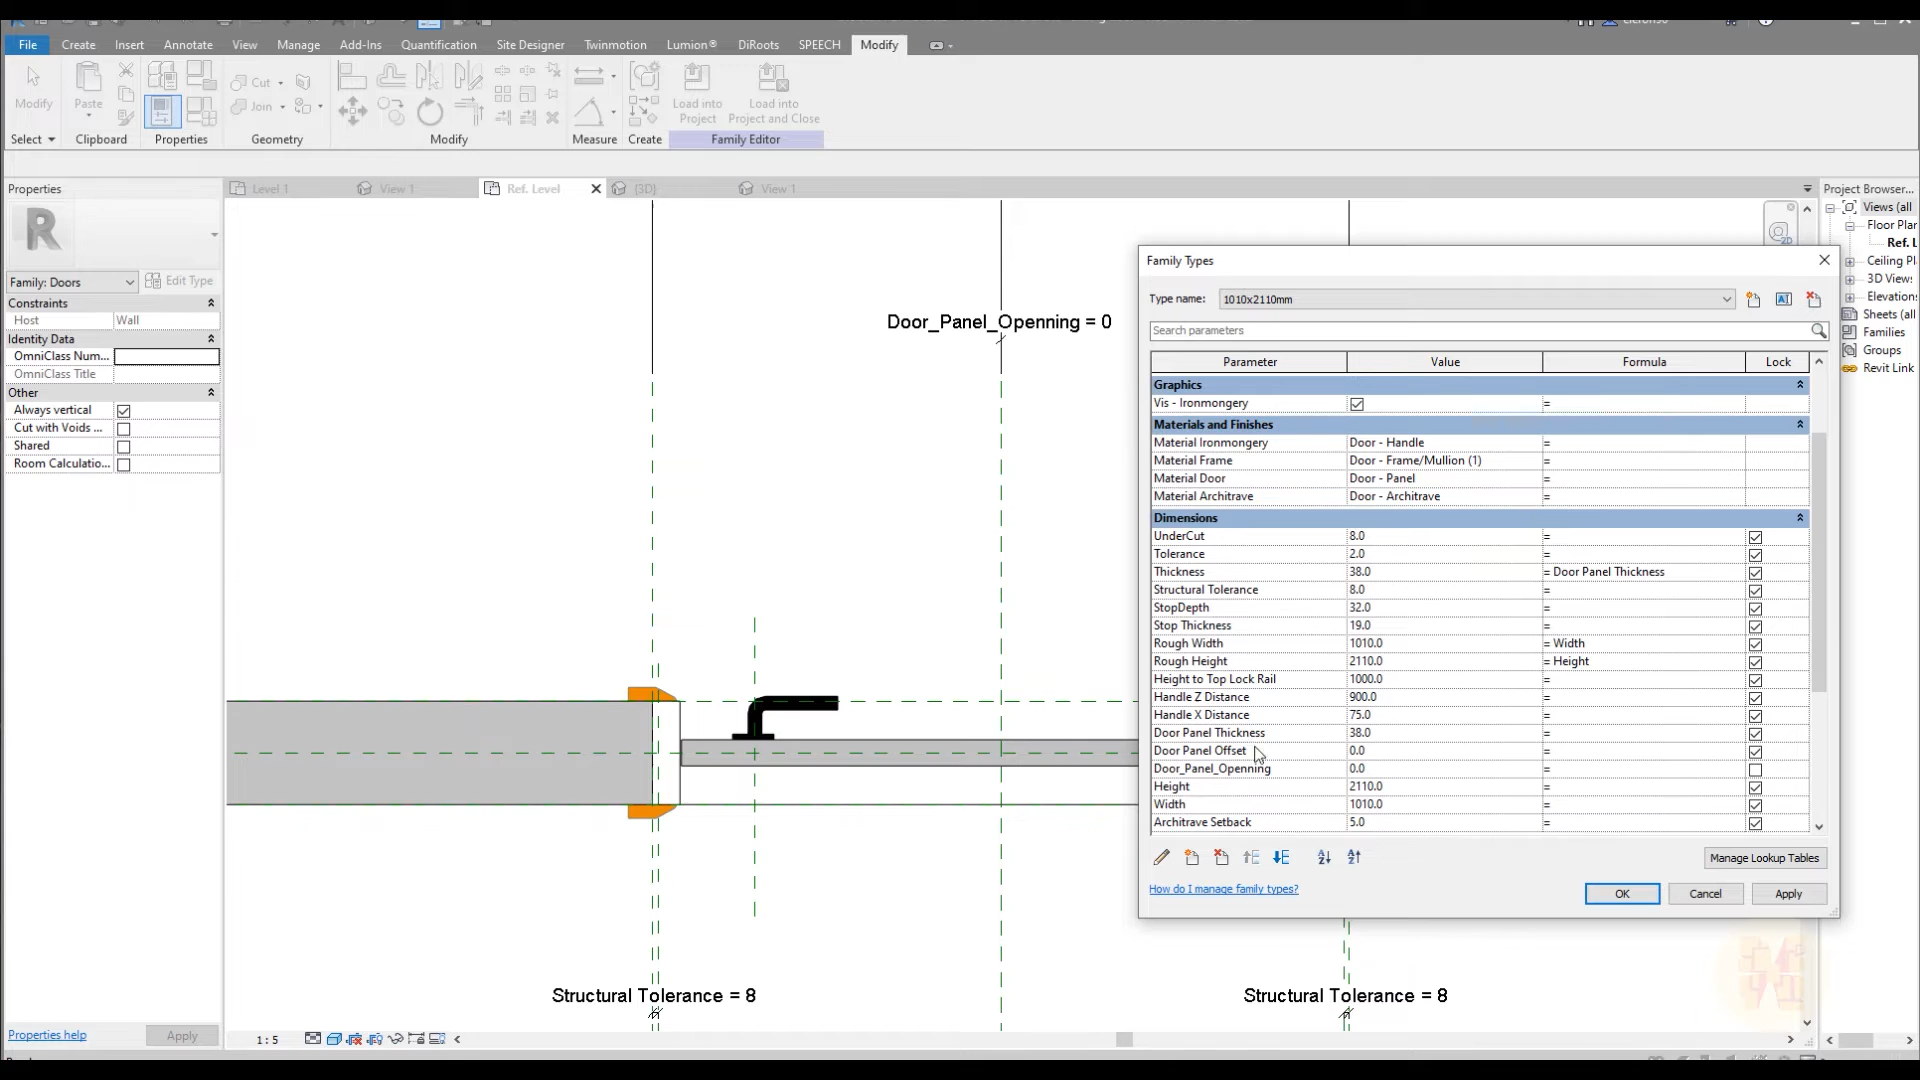 File Create Insert Annotate View Manage Add-Ins Quantification Site Designer Twinmotion Lumion® DiRoots SPEECH Modify
Modify Paste Cut Join Load into Project Load into Project and Close
Select Clipboard Properties Geometry Modify Measure Create Family Editor
Properties Level 1 View 1 Ref. Level {3D} View 1 Project Browser...
R
Family: Doors Edit Type
Constraints
Host Wall
Identity Data
OmniClass Num...
OmniClass Title
Other
Always vertical
Cut with Voids ...
Shared
Room Calculatio...
Properties help Apply
Door_Panel_Openning = 0
Structural Tolerance = 8
Structural Tolerance = 8
1:5
Family Types
Type name: 1010x2110mm
Search parameters
Parameter Value Formula Lock
Graphics
Vis - Ironmongery =
Materials and Finishes
Material Ironmongery Door - Handle =
Material Frame Door - Frame/Mullion (1) =
Material Door Door - Panel =
Material Architrave Door - Architrave =
Dimensions
UnderCut 8.0 =
Tolerance 2.0 =
Thickness 38.0 = Door Panel Thickness
Structural Tolerance 8.0 =
StopDepth 32.0 =
Stop Thickness 19.0 =
Rough Width 1010.0 = Width
Rough Height 2110.0 = Height
Height to Top Lock Rail 1000.0 =
Handle Z Distance 900.0 =
Handle X Distance 75.0 =
Door Panel Thickness 38.0 =
Door Panel Offset 0.0 =
Door_Panel_Openning 0.0 =
Height 2110.0 =
Width 1010.0 =
Architrave Setback 5.0 =
Manage Lookup Tables
How do I manage family types?
OK Cancel Apply
Views (all
Floor Plan
Ref. L
Ceiling Pl
3D Views
Elevations
Sheets (all
Families
Groups
Revit Link